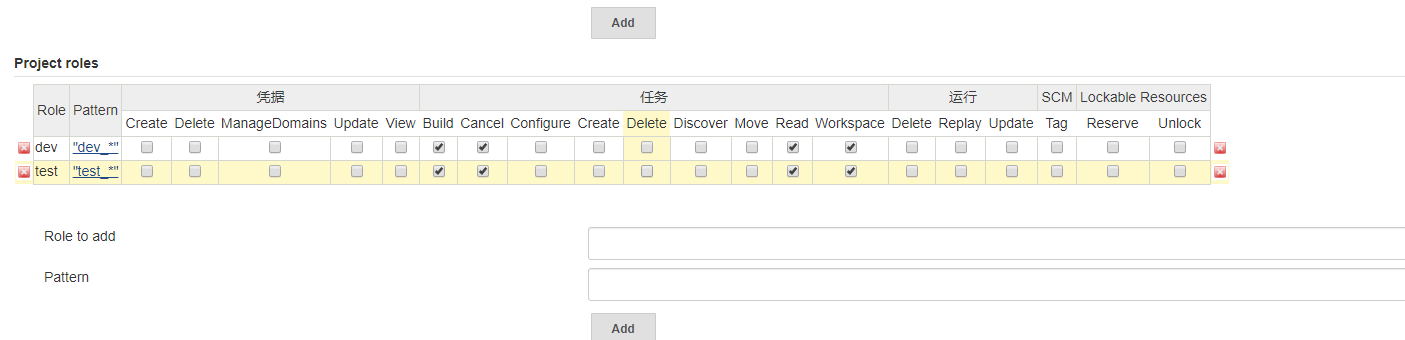 Add
Project roles
Role Pattern 凭据 任务 运行 SCM Lockable Resources
Create Delete ManageDomains Update View Build Cancel Configure Create Delete Discover Move Read Workspace Delete Replay Update Tag Reserve Unlock
dev "dev_*"
test "test_*"
Role to add
Pattern
Add